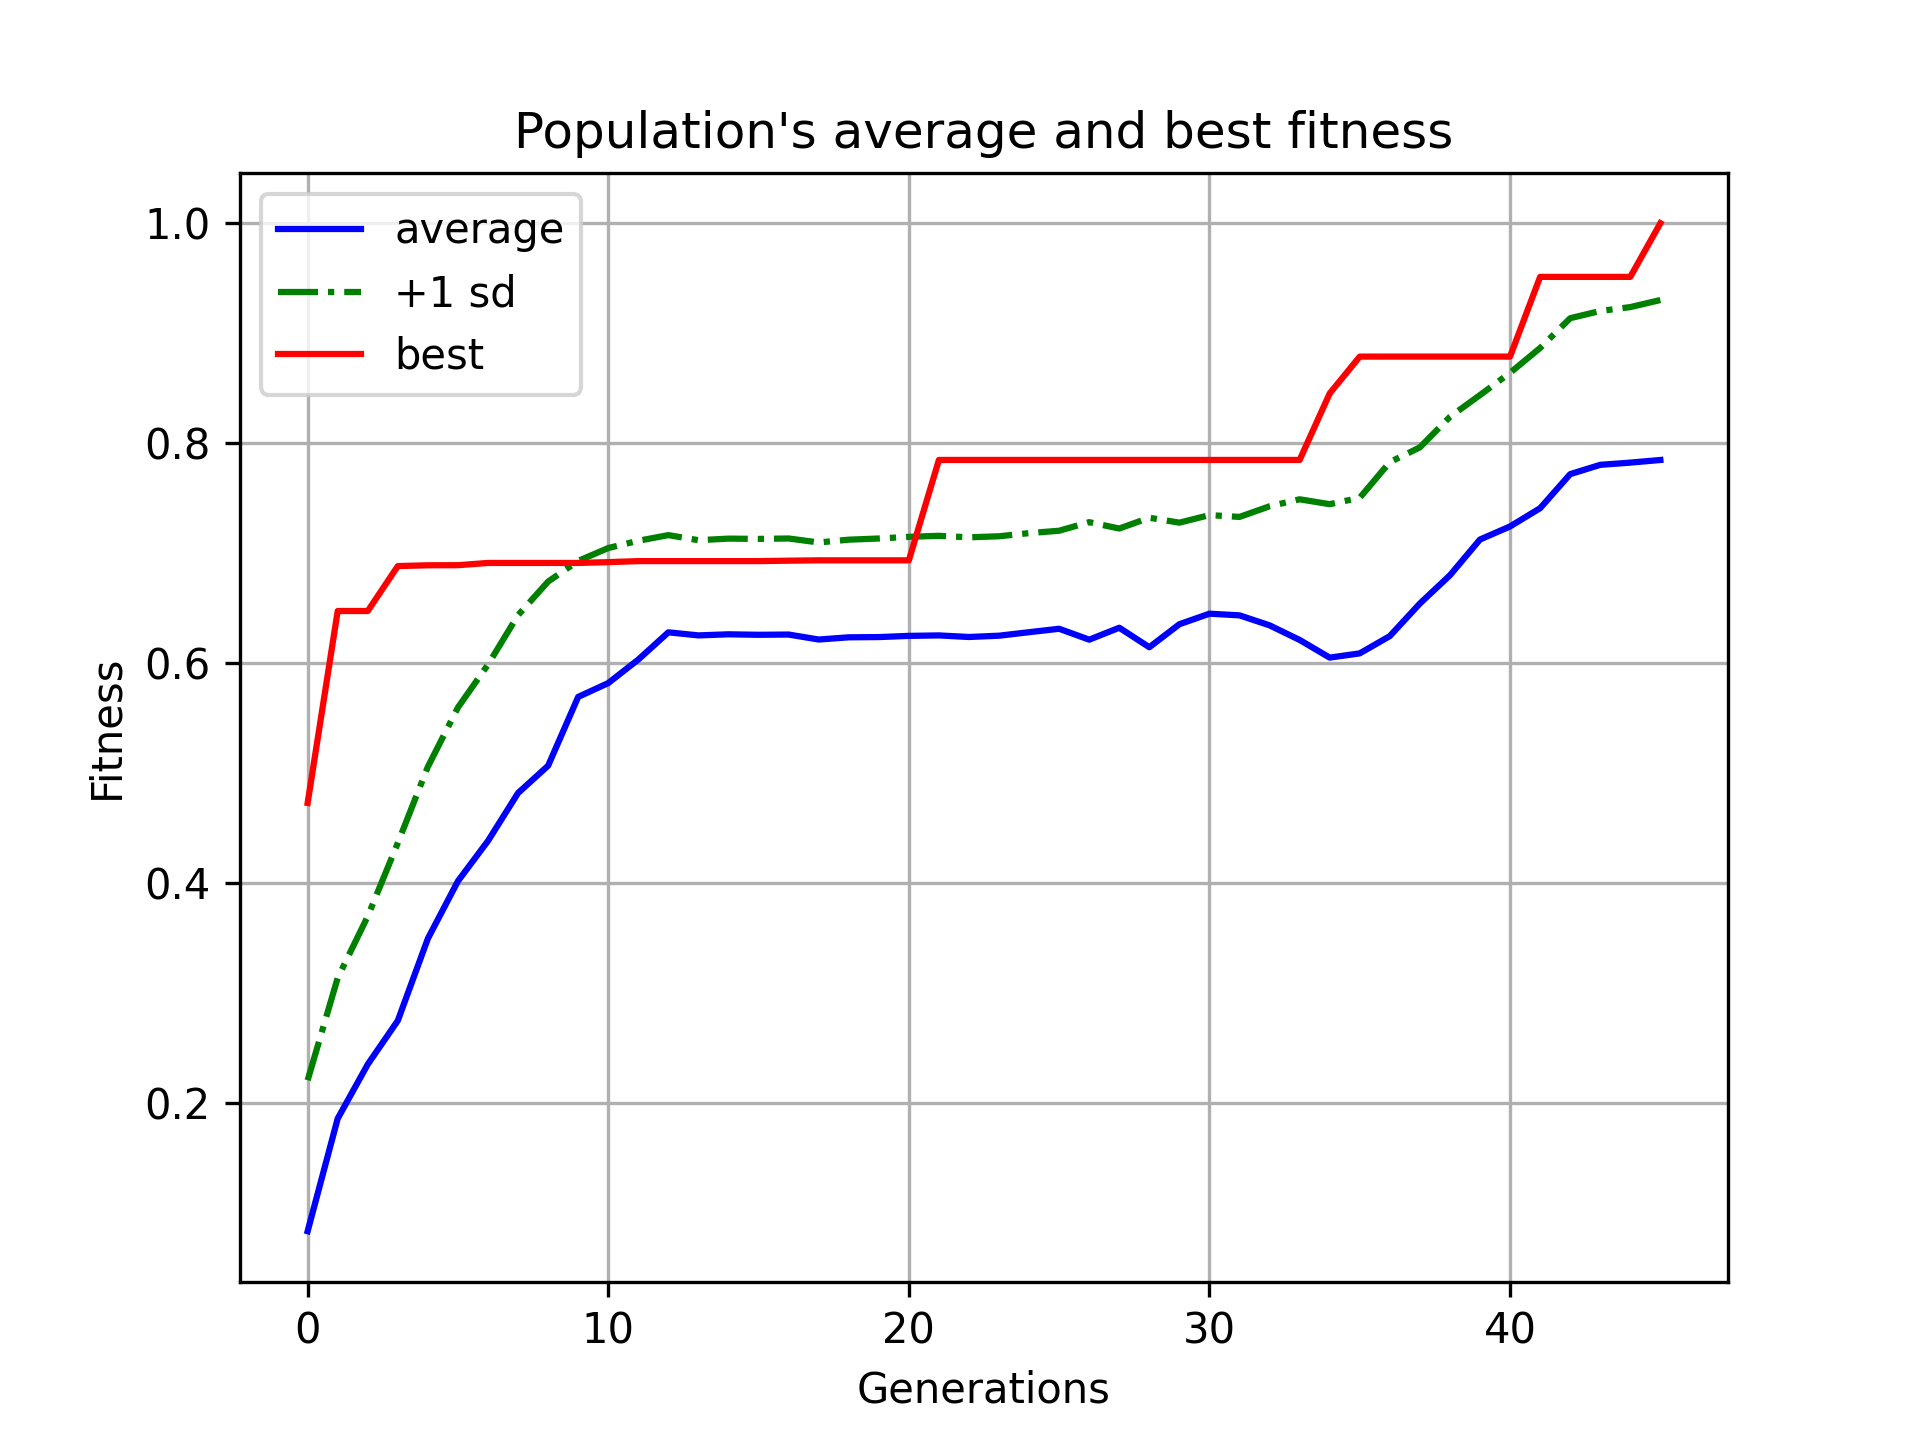 Population's average and best fitness
average
+1 sd
best
1.0
0.8
0.6
0.4
0.2
Fitness
0 10 20 30 40
Generations